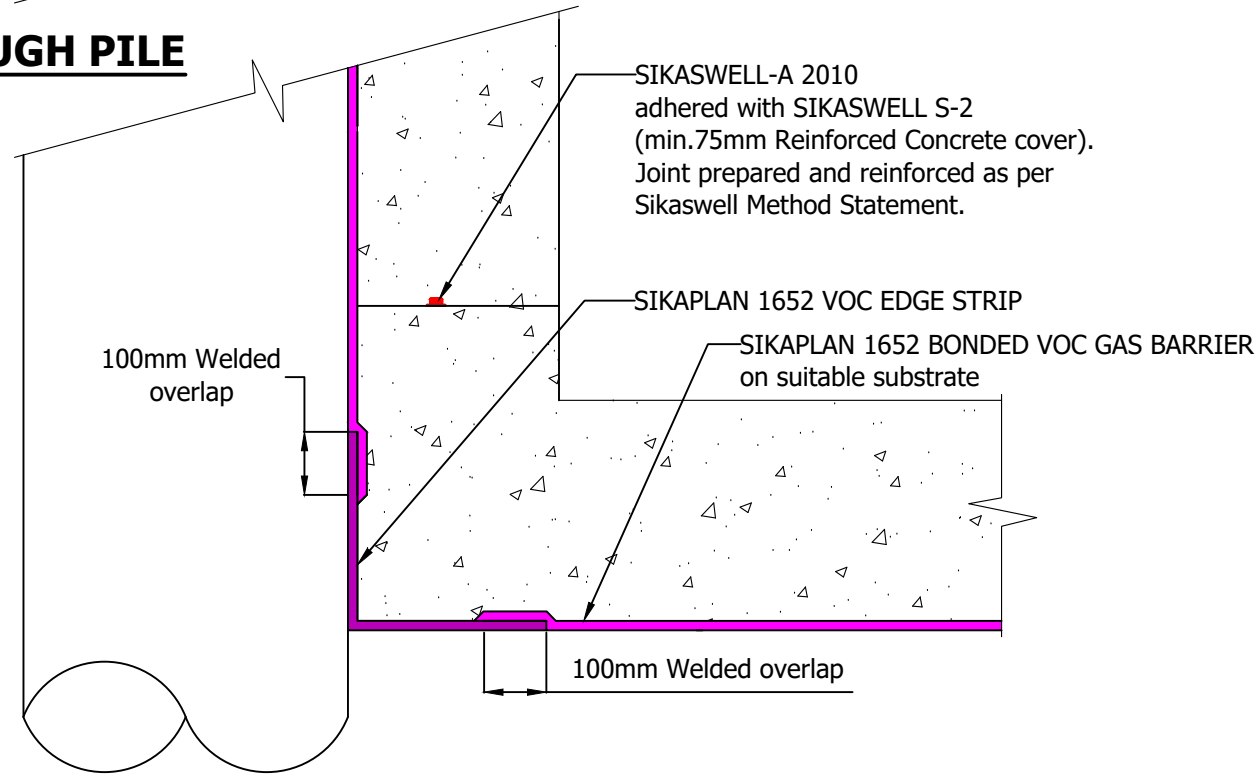 UGH PILE
SIKASWELL-A 2010
adhered with SIKASWELL S-2
(min.75mm Reinforced Concrete cover).
Joint prepared and reinforced as per
Sikaswell Method Statement.
SIKAPLAN 1652 VOC EDGE STRIP
SIKAPLAN 1652 BONDED VOC GAS BARRIER
on suitable substrate
100mm Welded
overlap
100mm Welded overlap